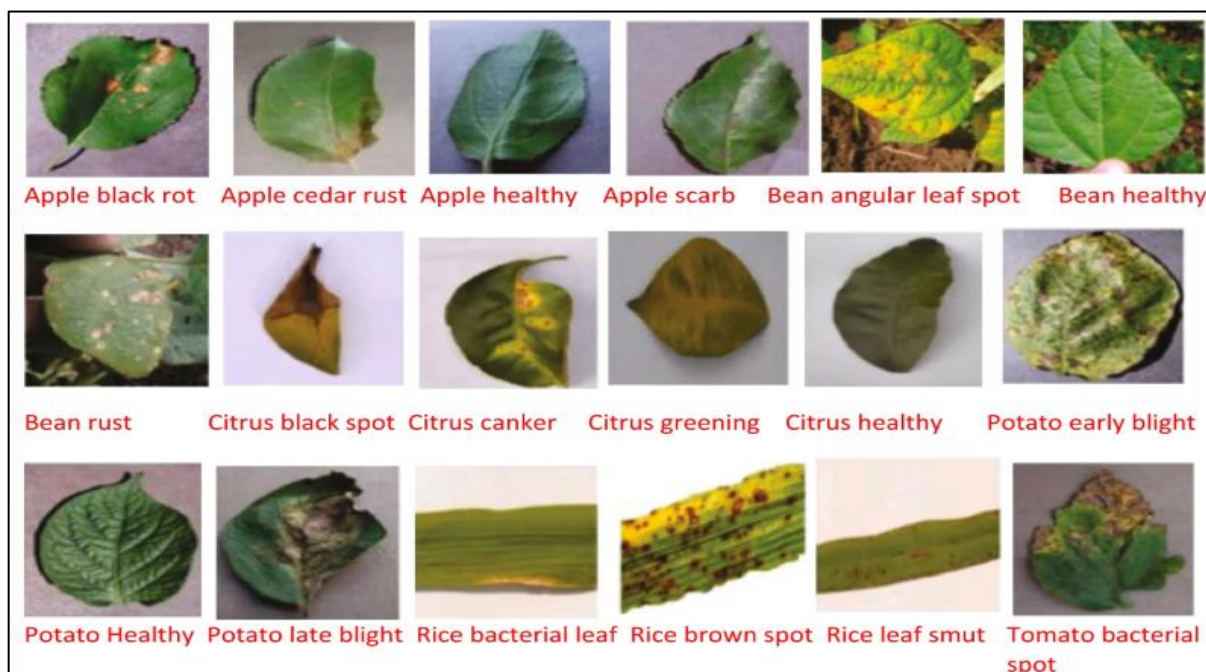 Apple black rot Apple cedar rust Apple healthy Apple scarb Bean angular leaf spot Bean healthy
Bean rust Citrus black spot Citrus canker Citrus greening Citrus healthy Potato early blight
Potato Healthy Potato late blight Rice bacterial leaf Rice brown spot Rice leaf smut Tomato bacterial
spot